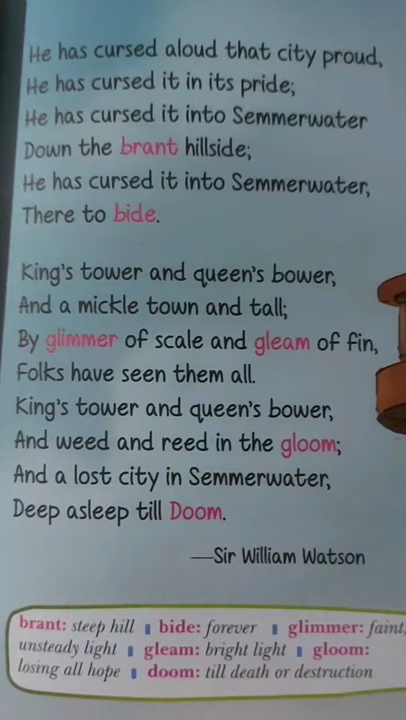 He has cursed aloud that city proud,
He has cursed it in its pride;
He has cursed it into Semmerwater
Down the brant hillside;
He has cursed it into Semmerwater,
There to bide.
King's tower and queen's bower,
And a mickle town and tall;
By glimmer of scale and gleam of fin,
Folks have seen them all.
King's tower and queen's bower,
And weed and reed in the gloom;
And a lost city in Semmerwater,
Deep asleep till Doom.
—Sir William Watson
brant: steep hill ▮ bide: forever ▮ glimmer: faint,
unsteady light ▮ gleam: bright light ▮ gloom:
losing all hope ▮ doom: till death or destruction